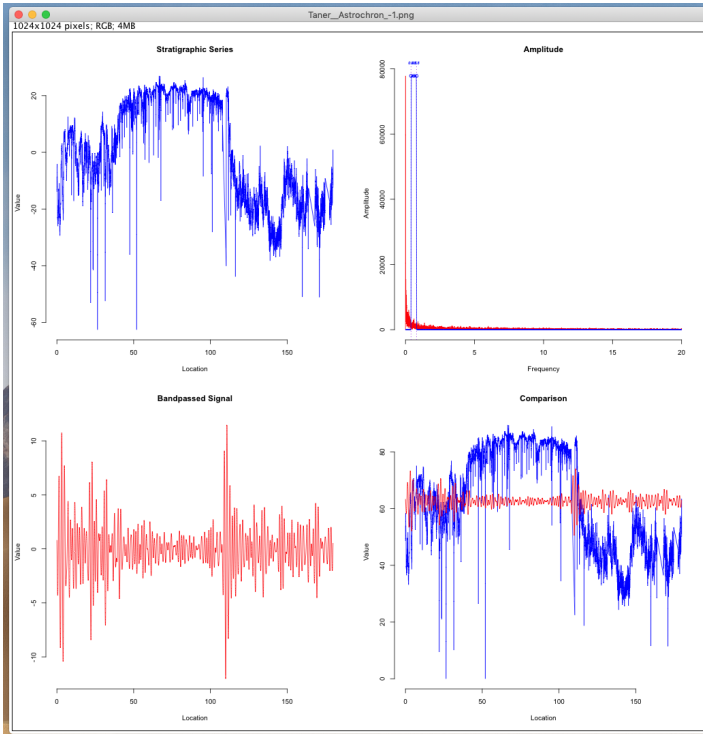 Taner__Astrochron_-1.png
1024x1024 pixels; RGB; 4MB
Stratigraphic Series
Value
20
0
-20
-40
-60
0
50
100
150
Location
Amplitude
Amplitude
80000
60000
40000
20000
0
0
5
10
15
20
Frequency
Bandpassed Signal
Value
10
5
0
-5
-10
0
50
100
150
Location
Comparison
Value
80
60
40
20
0
0
50
100
150
Location